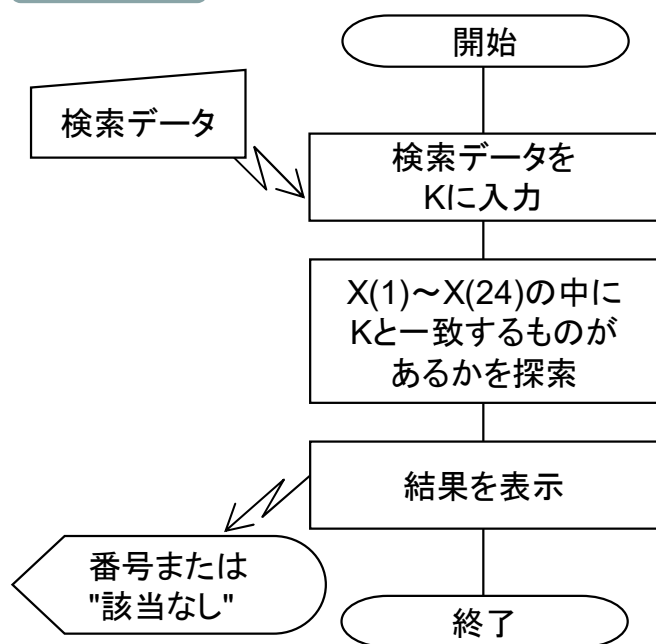 開始
検索データ
検索データを
Kに入力
X(1)～X(24)の中に
Kと一致するものが
あるかを探索
結果を表示
番号または
"該当なし"
終了